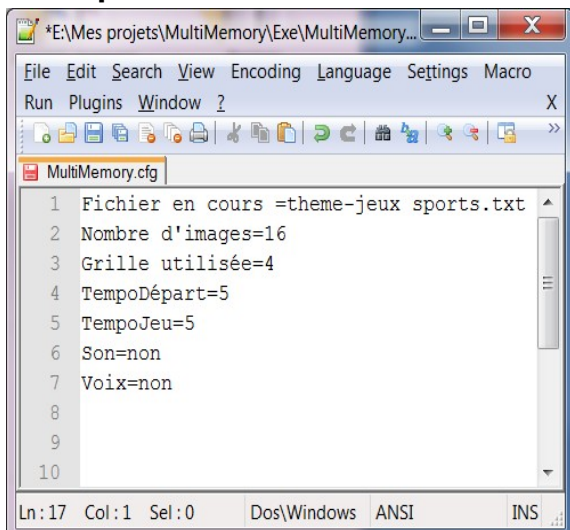 *E:\Mes projets\MultiMemory\Exe\MultiMemory...
File Edit Search View Encoding Language Settings Macro
Run Plugins Window ? X
MultiMemory.cfg
1 Fichier en cours =theme-jeux sports.txt
2 Nombre d'images=16
3 Grille utilisée=4
4 TempoDépart=5
5 TempoJeu=5
6 Son=non
7 Voix=non
8
9
10
Ln : 17 Col : 1 Sel : 0 Dos\Windows ANSI INS